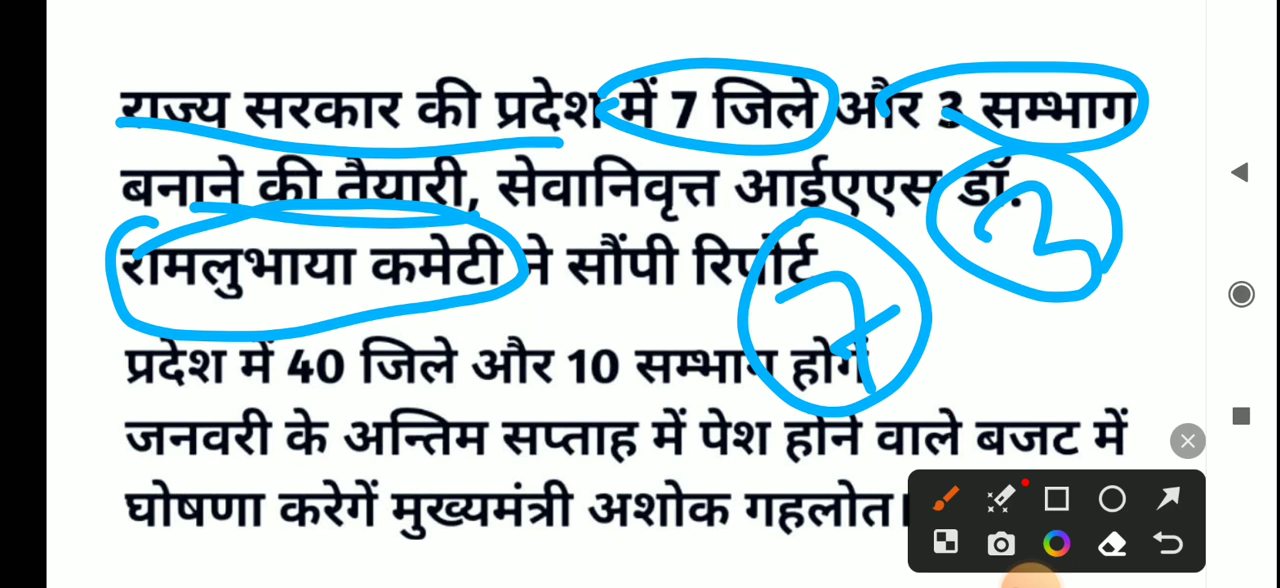 राज्य सरकार की प्रदेश में 7 जिले और 3 सम्भाग
बनाने की तैयारी, सेवानिवृत्त आईएएस डॉ.
रामलुभाया कमेटी ने सौंपी रिपोर्ट
3
7
प्रदेश में 40 जिले और 10 सम्भाग होगें
जनवरी के अन्तिम सप्ताह में पेश होने वाले बजट में
घोषणा करेगें मुख्यमंत्री अशोक गहलोत।